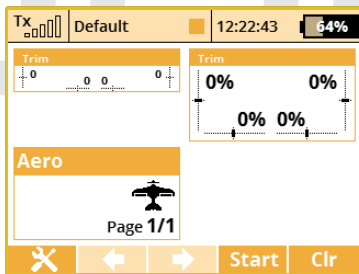 Tx Default 12:22:43 64%
Trim
0 0 0 0
Trim
0% 0%
0% 0%
Aero
Page 1/1
Start Clr